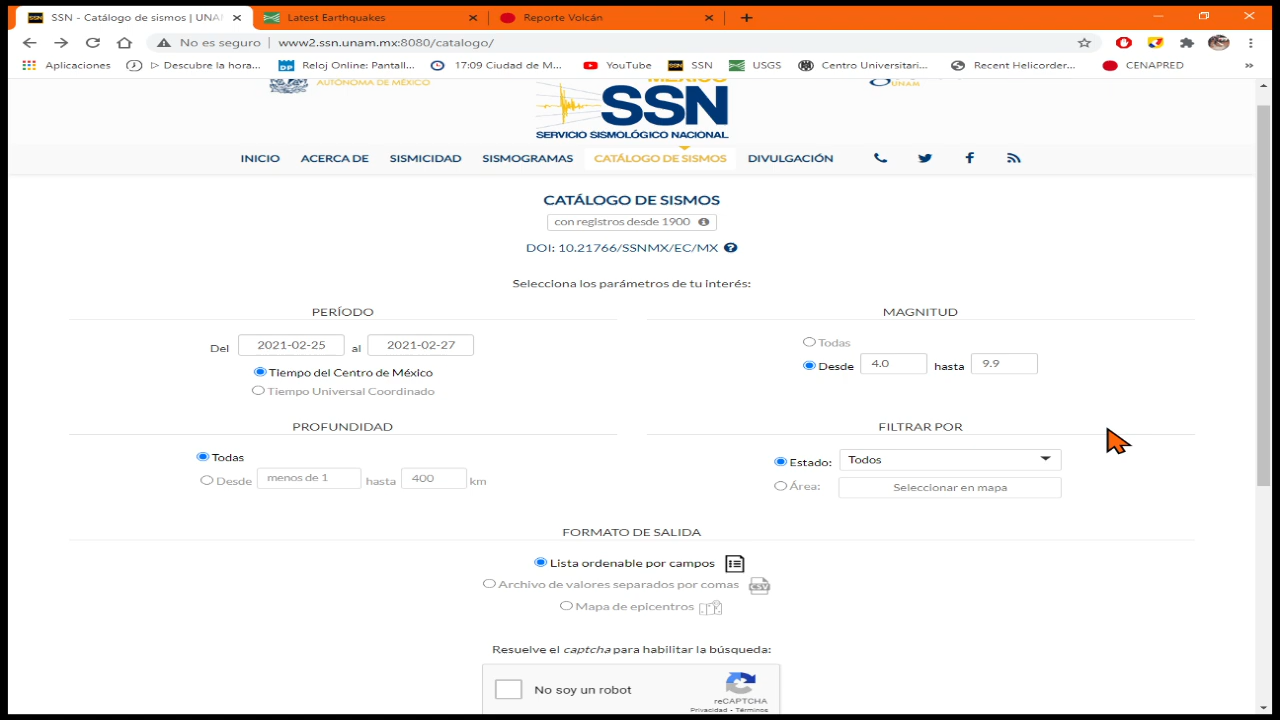 SSN - Catálogo de sismos | UNA
Latest Earthquakes
Reporte Volcán
No es seguro | www2.ssn.unam.mx:8080/catalogo/
Aplicaciones
▷ Descubre la hora...
Reloj Online: Pantall...
17:09 Ciudad de M...
YouTube
SSN
USGS
Centro Universitari...
Recent Helicorder...
CENAPRED
»
AUTÓNOMA DE MÉXICO
MÉXICO
UNAM
SSN
SERVICIO SISMOLÓGICO NACIONAL
INICIO ACERCA DE SISMICIDAD SISMOGRAMAS CATÁLOGO DE SISMOS DIVULGACIÓN
CATÁLOGO DE SISMOS
con registros desde 1900
DOI: 10.21766/SSNMX/EC/MX
Selecciona los parámetros de tu interés:
PERÍODO
Del 2021-02-25 al 2021-02-27
Tiempo del Centro de México
Tiempo Universal Coordinado
MAGNITUD
Todas
Desde 4.0 hasta 9.9
PROFUNDIDAD
Todas
Desde menos de 1 hasta 400 km
FILTRAR POR
Estado: Todos
Área: Seleccionar en mapa
FORMATO DE SALIDA
Lista ordenable por campos
Archivo de valores separados por comas CSV
Mapa de epicentros
Resuelve el captcha para habilitar la búsqueda:
No soy un robot
reCAPTCHA
Privacidad - Términos